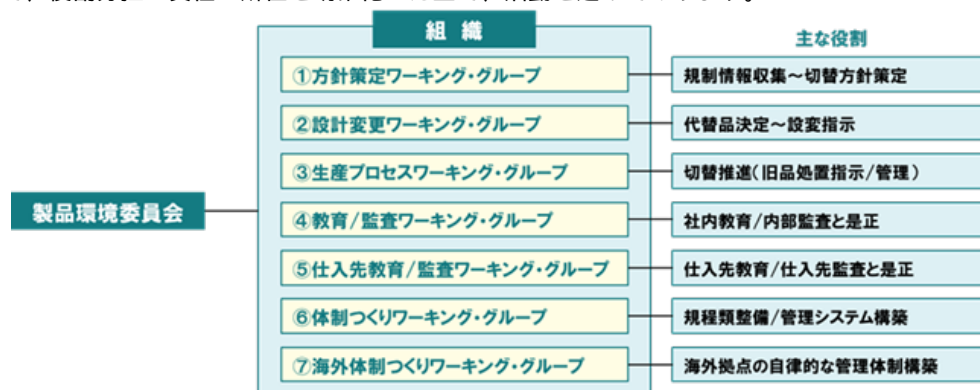 組織
主な役割
①方針策定ワーキング・グループ
規制情報収集～切替方針策定
②設計変更ワーキング・グループ
代替品決定～設変指示
③生産プロセスワーキング・グループ
切替推進(旧品処置指示/管理)
製品環境委員会
④教育/監査ワーキング・グループ
社内教育/内部監査と是正
⑤仕入先教育/監査ワーキング・グループ
仕入先教育/仕入先監査と是正
⑥体制つくりワーキング・グループ
規程類整備/管理システム構築
⑦海外体制つくりワーキング・グループ
海外拠点の自律的な管理体制構築